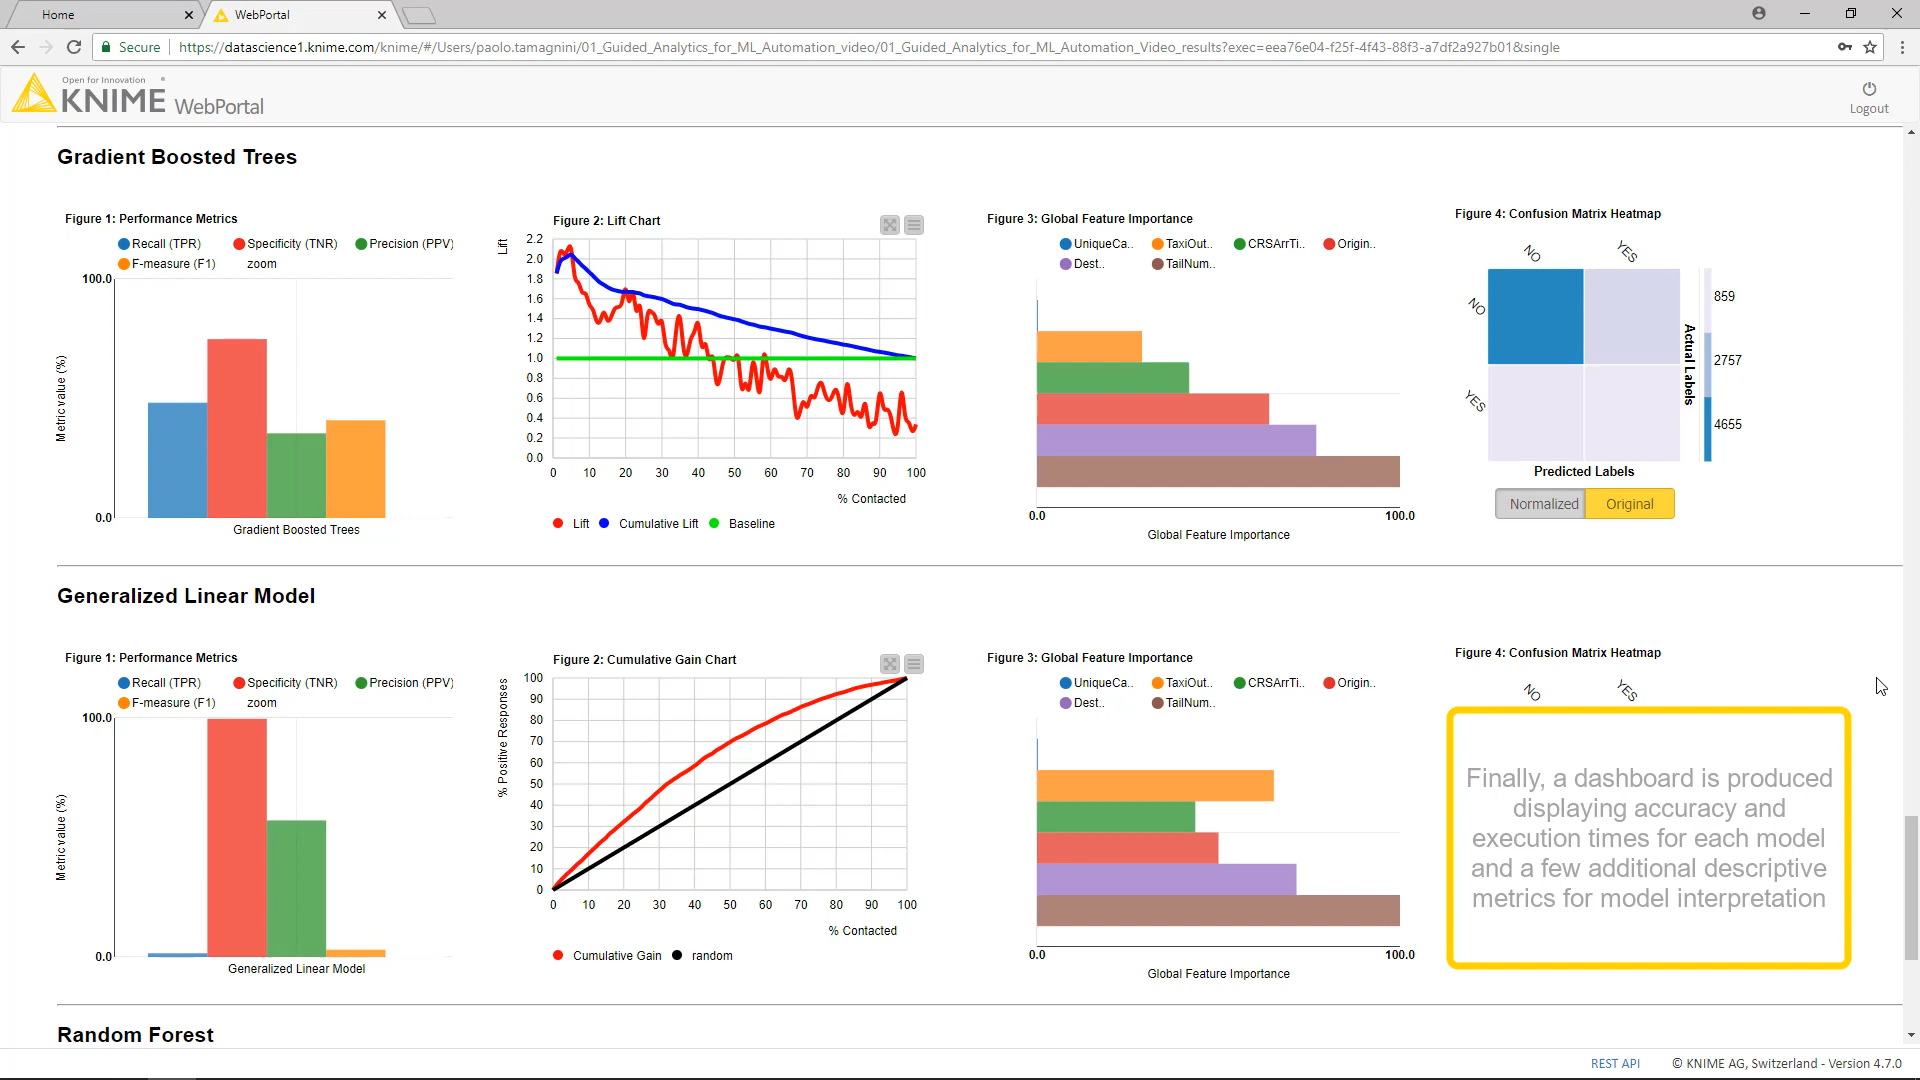 Home
WebPortal
Secure
https://datascience1.knime.com/knime/#/Users/paolo.tamagnini/01_Guided_Analytics_for_ML_Automation_video/01_Guided_Analytics_for_ML_Automation_Video_results?exec=eea76e04-f25f-4f43-88f3-a7df2a927b01&single
Open for Innovation
KNIME WebPortal
Logout
Gradient Boosted Trees
Figure 1: Performance Metrics
Recall (TPR) Specificity (TNR) Precision (PPV)
F-measure (F1) zoom
100.0
Metric value (%)
0.0
Gradient Boosted Trees
Figure 2: Lift Chart
Lift
2.2
2.0
1.8
1.6
1.4
1.2
1.0
0.8
0.6
0.4
0.2
0.0
0 10 20 30 40 50 60 70 80 90 100
% Contacted
Lift Cumulative Lift Baseline
Figure 3: Global Feature Importance
UniqueCa.. TaxiOut.. CRSArrTi.. Origin..
Dest.. TailNum..
0.0 100.0
Global Feature Importance
Figure 4: Confusion Matrix Heatmap
NO YES
NO
YES
Actual Labels
859
2757
4655
Predicted Labels
Normalized Original
Generalized Linear Model
Figure 1: Performance Metrics
Recall (TPR) Specificity (TNR) Precision (PPV)
F-measure (F1) zoom
100.0
Metric value (%)
0.0
Generalized Linear Model
Figure 2: Cumulative Gain Chart
% Positive Responses
100
90
80
70
60
50
40
30
20
10
0
0 10 20 30 40 50 60 70 80 90 100
% Contacted
Cumulative Gain random
Figure 3: Global Feature Importance
UniqueCa.. TaxiOut.. CRSArrTi.. Origin..
Dest.. TailNum..
0.0 100.0
Global Feature Importance
Figure 4: Confusion Matrix Heatmap
NO YES
Finally, a dashboard is produced
displaying accuracy and
execution times for each model
and a few additional descriptive
metrics for model interpretation
Random Forest
REST API © KNIME AG, Switzerland - Version 4.7.0